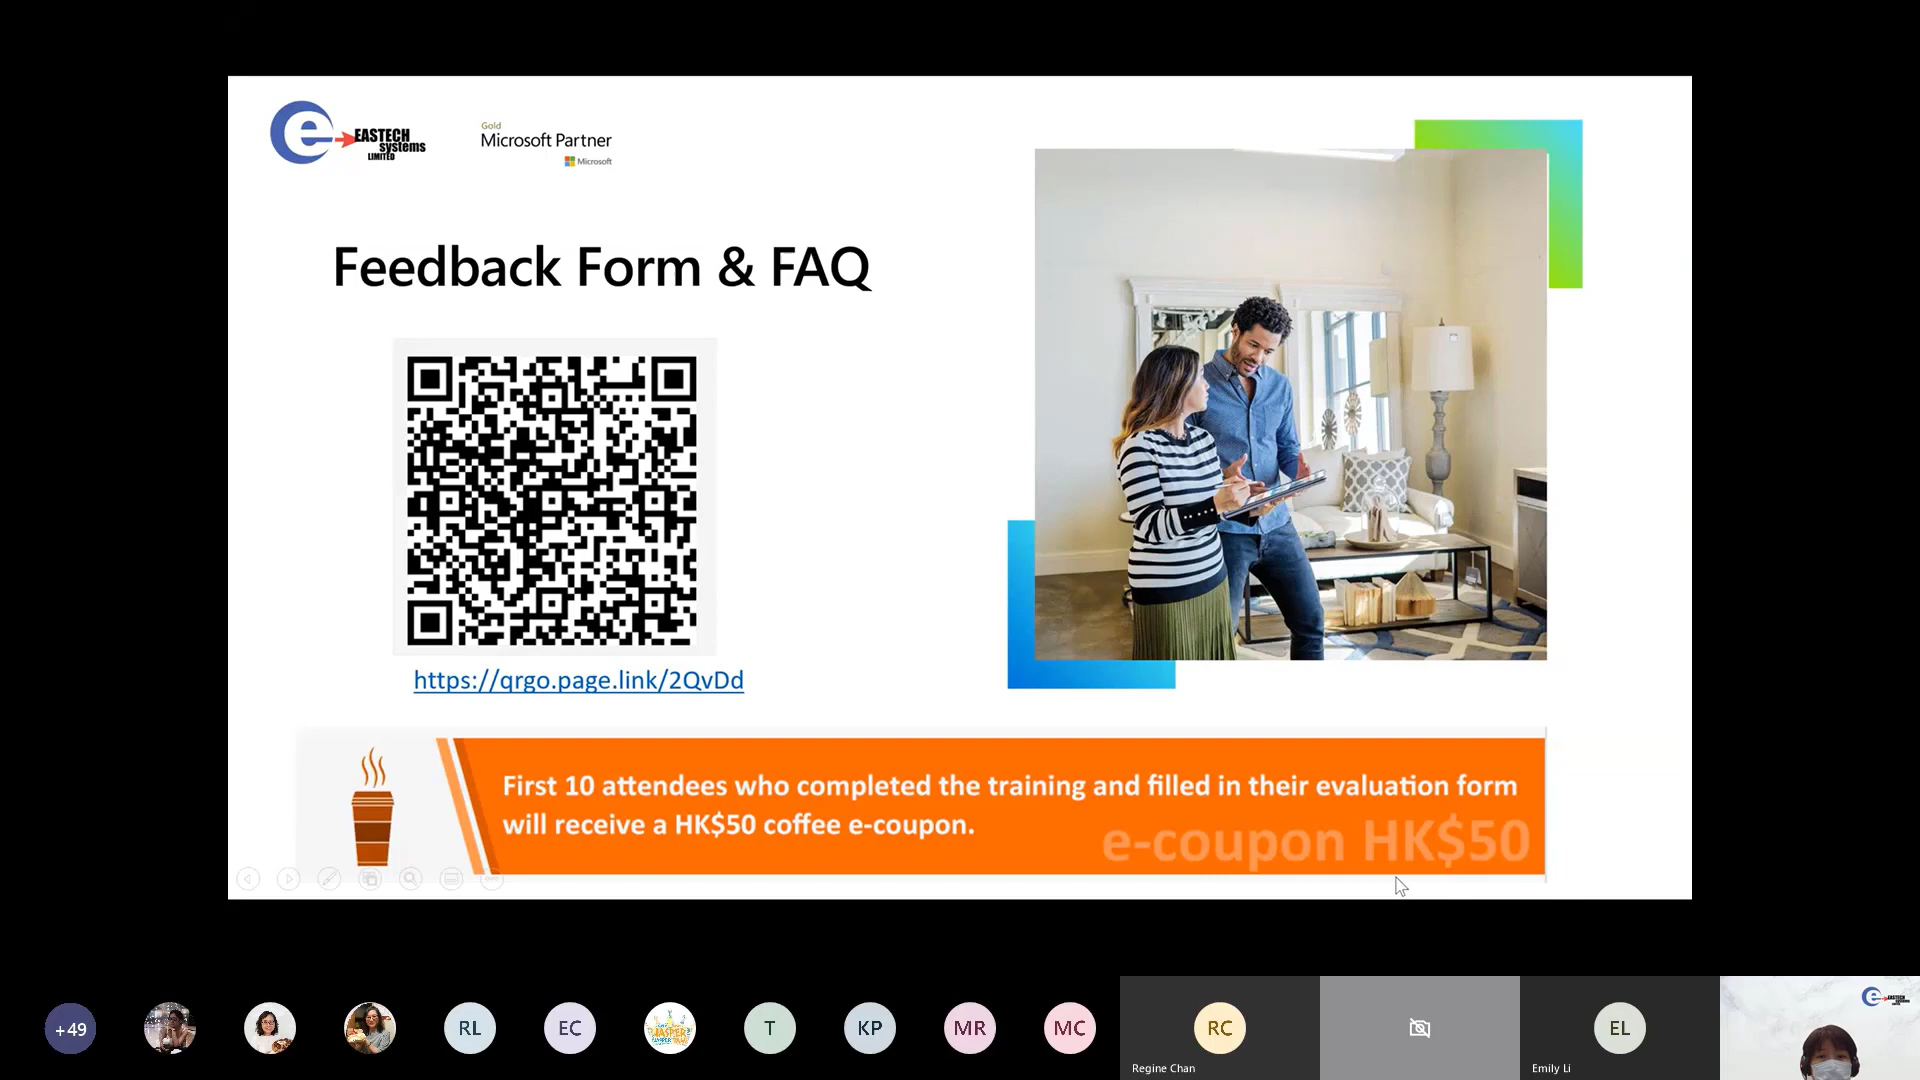 e
EASTECH
systems
LIMITED
Gold
Microsoft Partner
Microsoft
Feedback Form & FAQ
https://qrgo.page.link/2QvDd
First 10 attendees who completed the training and filled in their evaluation form
will receive a HK$50 coffee e-coupon.
e-coupon HK$50
+49
RL
EC
JASPER
T
KP
MR
MC
RC
Regine Chan
EL
Emily Li
e
EASTECH